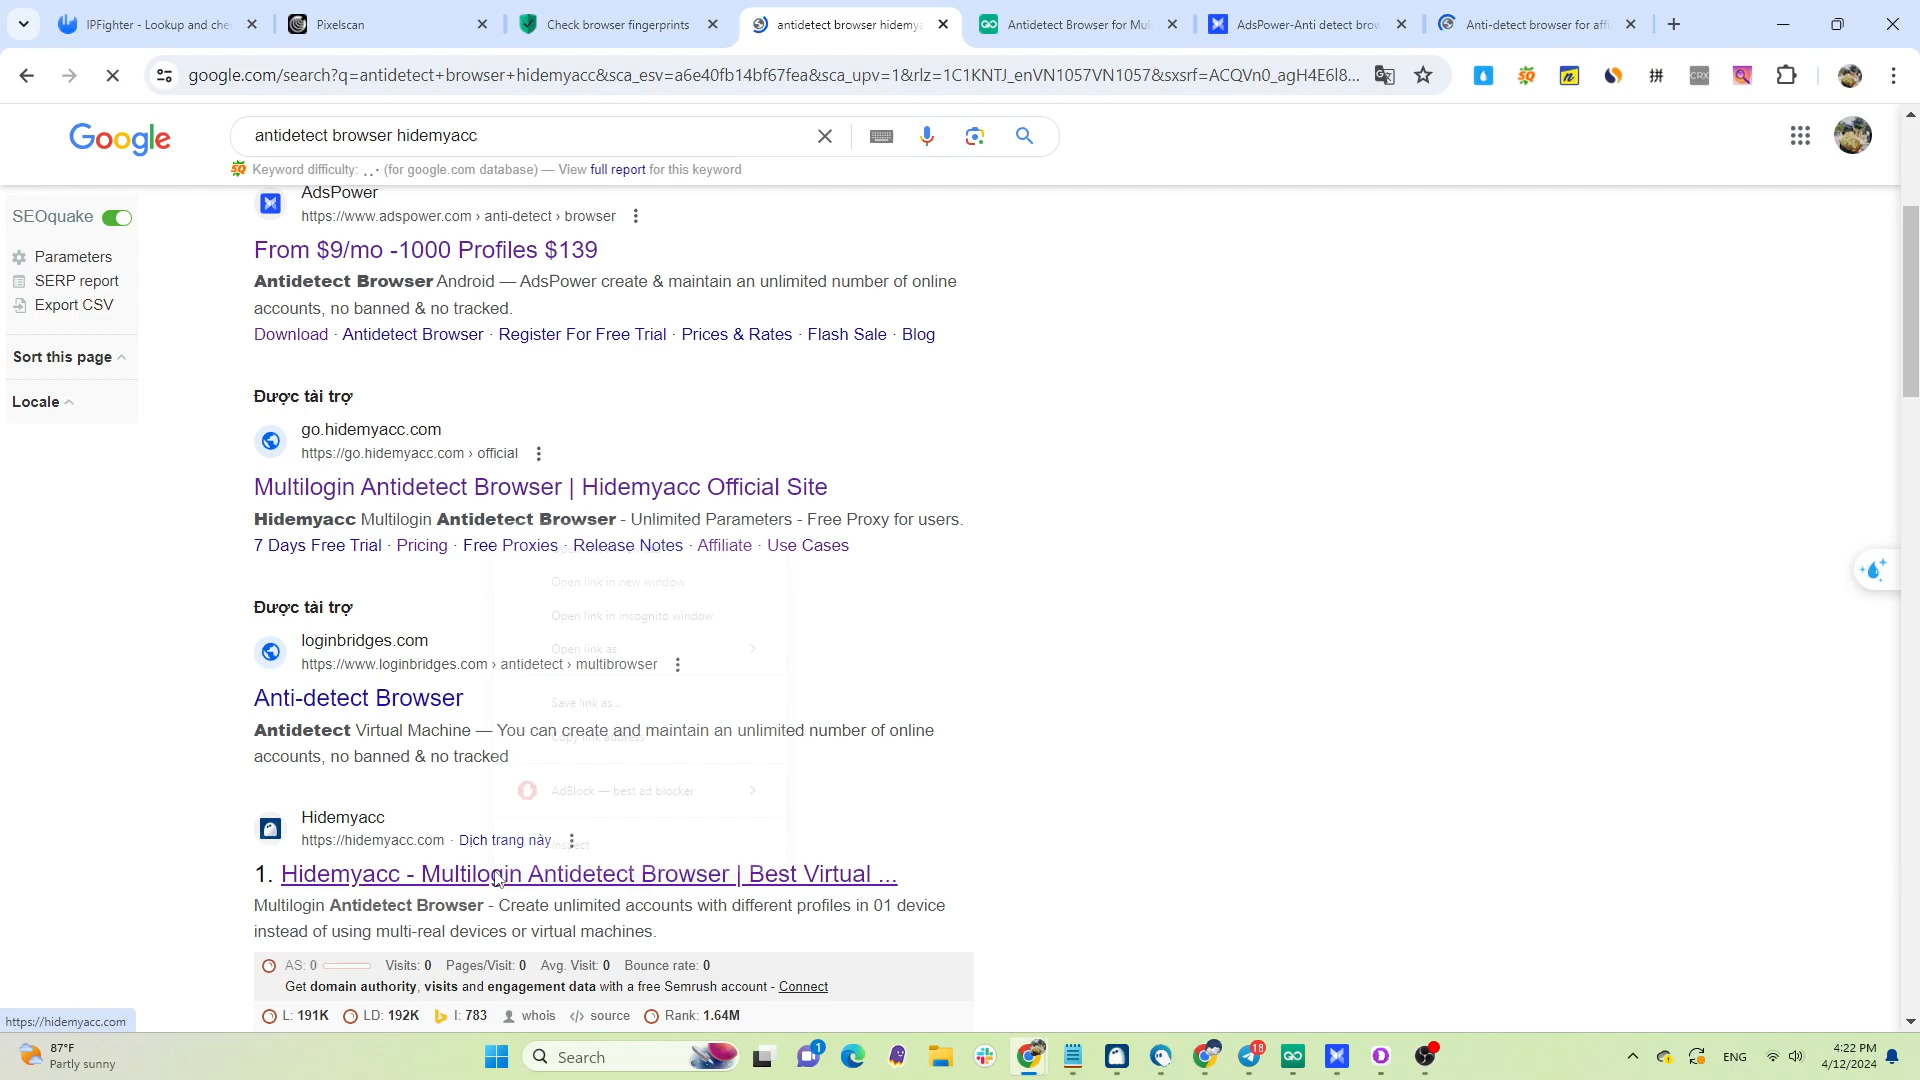 IPFighter - Lookup and che
Pixelscan
Check browser fingerprints
antidetect browser hidemya
Antidetect Browser for Mul
AdsPower-Anti detect brow
Anti-detect browser for affi
google.com/search?q=antidetect+browser+hidemyacc&sca_esv=a6e40fb14bf67fea&sca_upv=1&rlz=1C1KNTJ_enVN1057VN1057&sxsrf=ACQVn0_agH4E6l8...
Google
antidetect browser hidemyacc
Keyword difficulty: . . . (for google.com database) — View full report for this keyword
SEOquake
Parameters
SERP report
Export CSV
Sort this page
Locale
AdsPower
https://www.adspower.com › anti-detect › browser
From $9/mo -1000 Profiles $139
Antidetect Browser Android — AdsPower create & maintain an unlimited number of online
accounts, no banned & no tracked.
Download · Antidetect Browser · Register For Free Trial · Prices & Rates · Flash Sale · Blog
Được tài trợ
go.hidemyacc.com
https://go.hidemyacc.com › official
Multilogin Antidetect Browser | Hidemyacc Official Site
Hidemyacc Multilogin Antidetect Browser - Unlimited Parameters - Free Proxy for users.
7 Days Free Trial · Pricing · Free Proxies · Release Notes · Affiliate · Use Cases
Open link in new window
Open link in incognito window
Open link as
Save link as...
Copy link address
AdBlock — best ad blocker
Inspect
Được tài trợ
loginbridges.com
https://www.loginbridges.com › antidetect › multibrowser
Anti-detect Browser
Antidetect Virtual Machine — You can create and maintain an unlimited number of online
accounts, no banned & no tracked
Hidemyacc
https://hidemyacc.com · Dịch trang này
1. Hidemyacc - Multilogin Antidetect Browser | Best Virtual ...
Multilogin Antidetect Browser - Create unlimited accounts with different profiles in 01 device
instead of using multi-real devices or virtual machines.
AS: 0 Visits: 0 Pages/Visit: 0 Avg. Visit: 0 Bounce rate: 0
Get domain authority, visits and engagement data with a free Semrush account - Connect
L: 191K LD: 192K I: 783 whois source Rank: 1.64M
https://hidemyacc.com
87°F
Partly sunny
Search
1
18
ENG
4:22 PM
4/12/2024
CRX